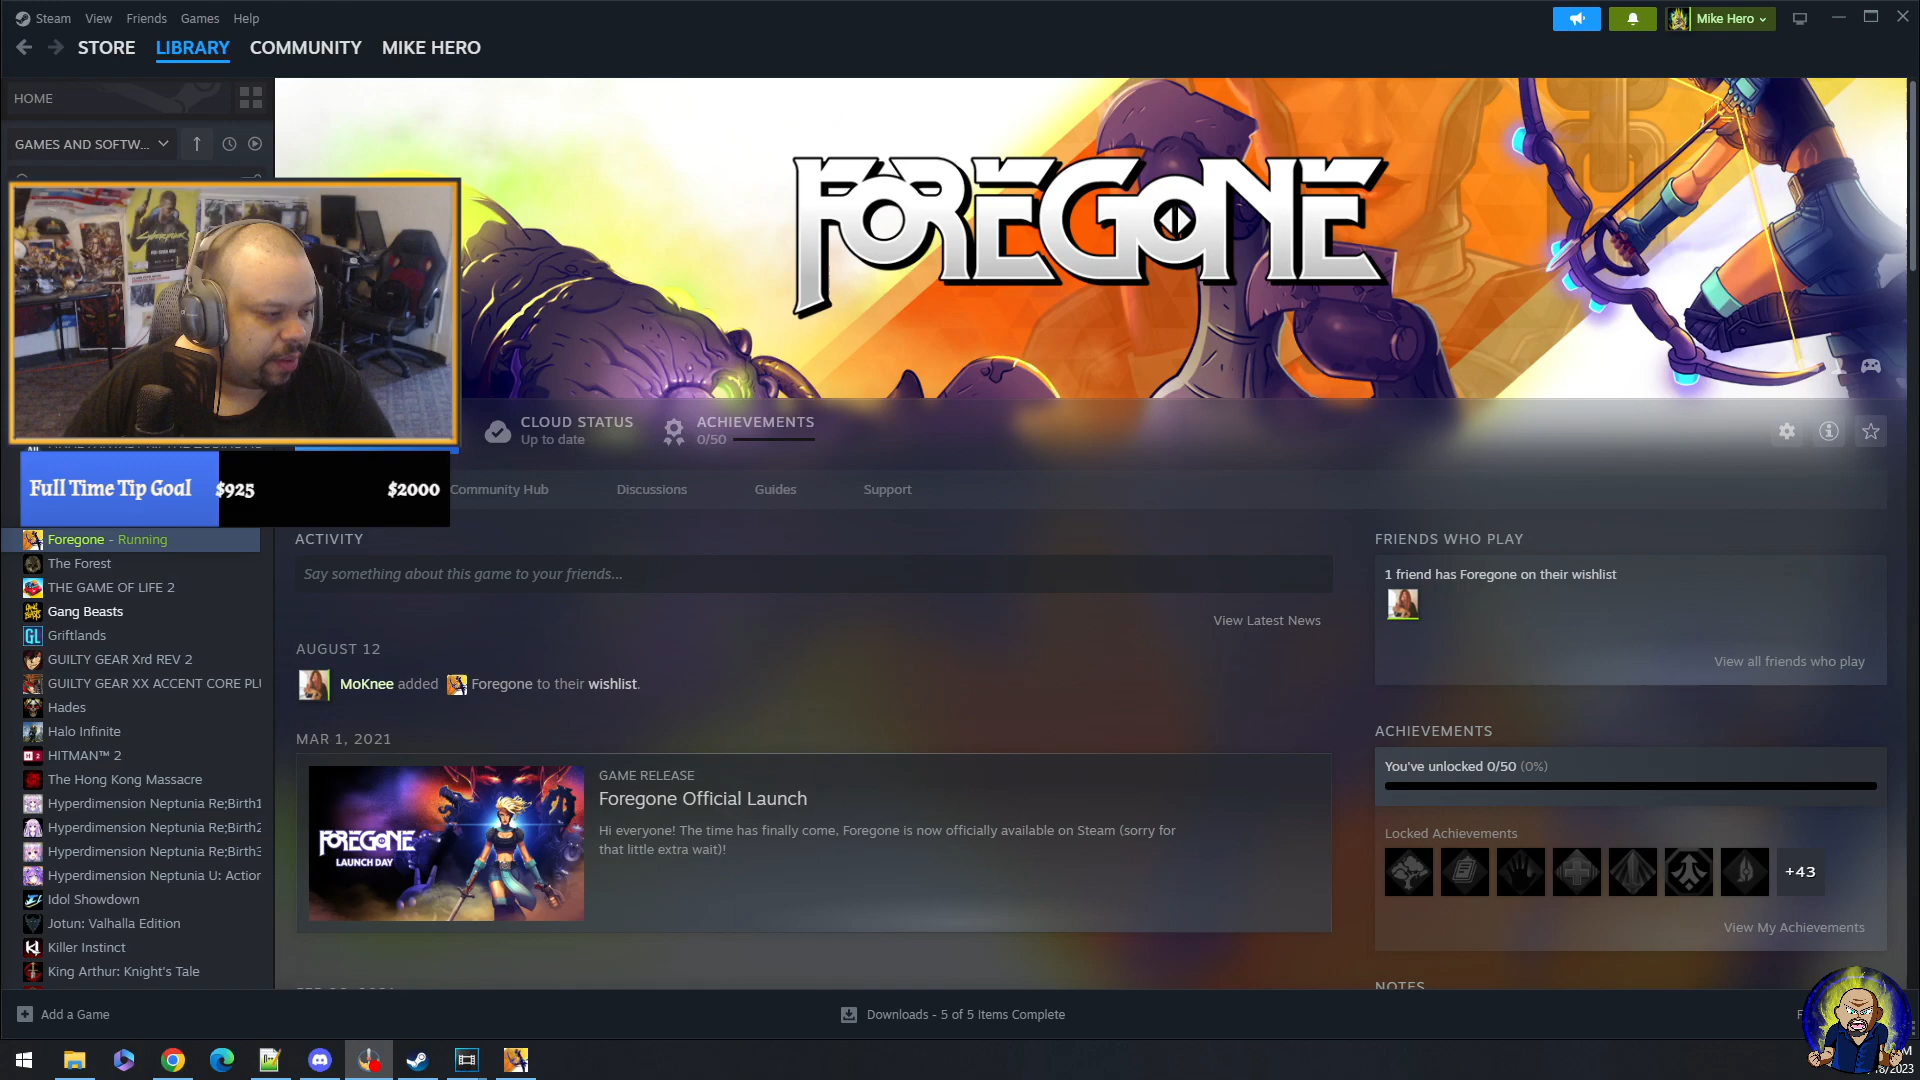 Steam
View
Friends
Games
Help
Mike Hero
STORE
LIBRARY
COMMUNITY
MIKE HERO
HOME
GAMES AND SOFTW...
FOREGONE
CLOUD STATUS
Up to date
ACHIEVEMENTS
0/50
Full Time Tip Goal
$925
$2000
Community Hub
Discussions
Guides
Support
Foregone - Running
The Forest
THE GAME OF LIFE 2
Gang Beasts
Griftlands
GUILTY GEAR Xrd REV 2
GUILTY GEAR XX ACCENT CORE PLU
Hades
Halo Infinite
HITMAN™ 2
The Hong Kong Massacre
Hyperdimension Neptunia Re;Birth1
Hyperdimension Neptunia Re;Birth2
Hyperdimension Neptunia Re;Birth3
Hyperdimension Neptunia U: Action
Idol Showdown
Jotun: Valhalla Edition
Killer Instinct
King Arthur: Knight's Tale
ACTIVITY
Say something about this game to your friends...
View Latest News
AUGUST 12
MoKnee added Foregone to their wishlist.
MAR 1, 2021
FOREGONE
LAUNCH DAY
GAME RELEASE
Foregone Official Launch
Hi everyone! The time has finally come, Foregone is now officially available on Steam (sorry for
that little extra wait)!
FRIENDS WHO PLAY
1 friend has Foregone on their wishlist
View all friends who play
ACHIEVEMENTS
You've unlocked 0/50 (0%)
Locked Achievements
+43
View My Achievements
NOTES
Add a Game
Downloads - 5 of 5 Items Complete